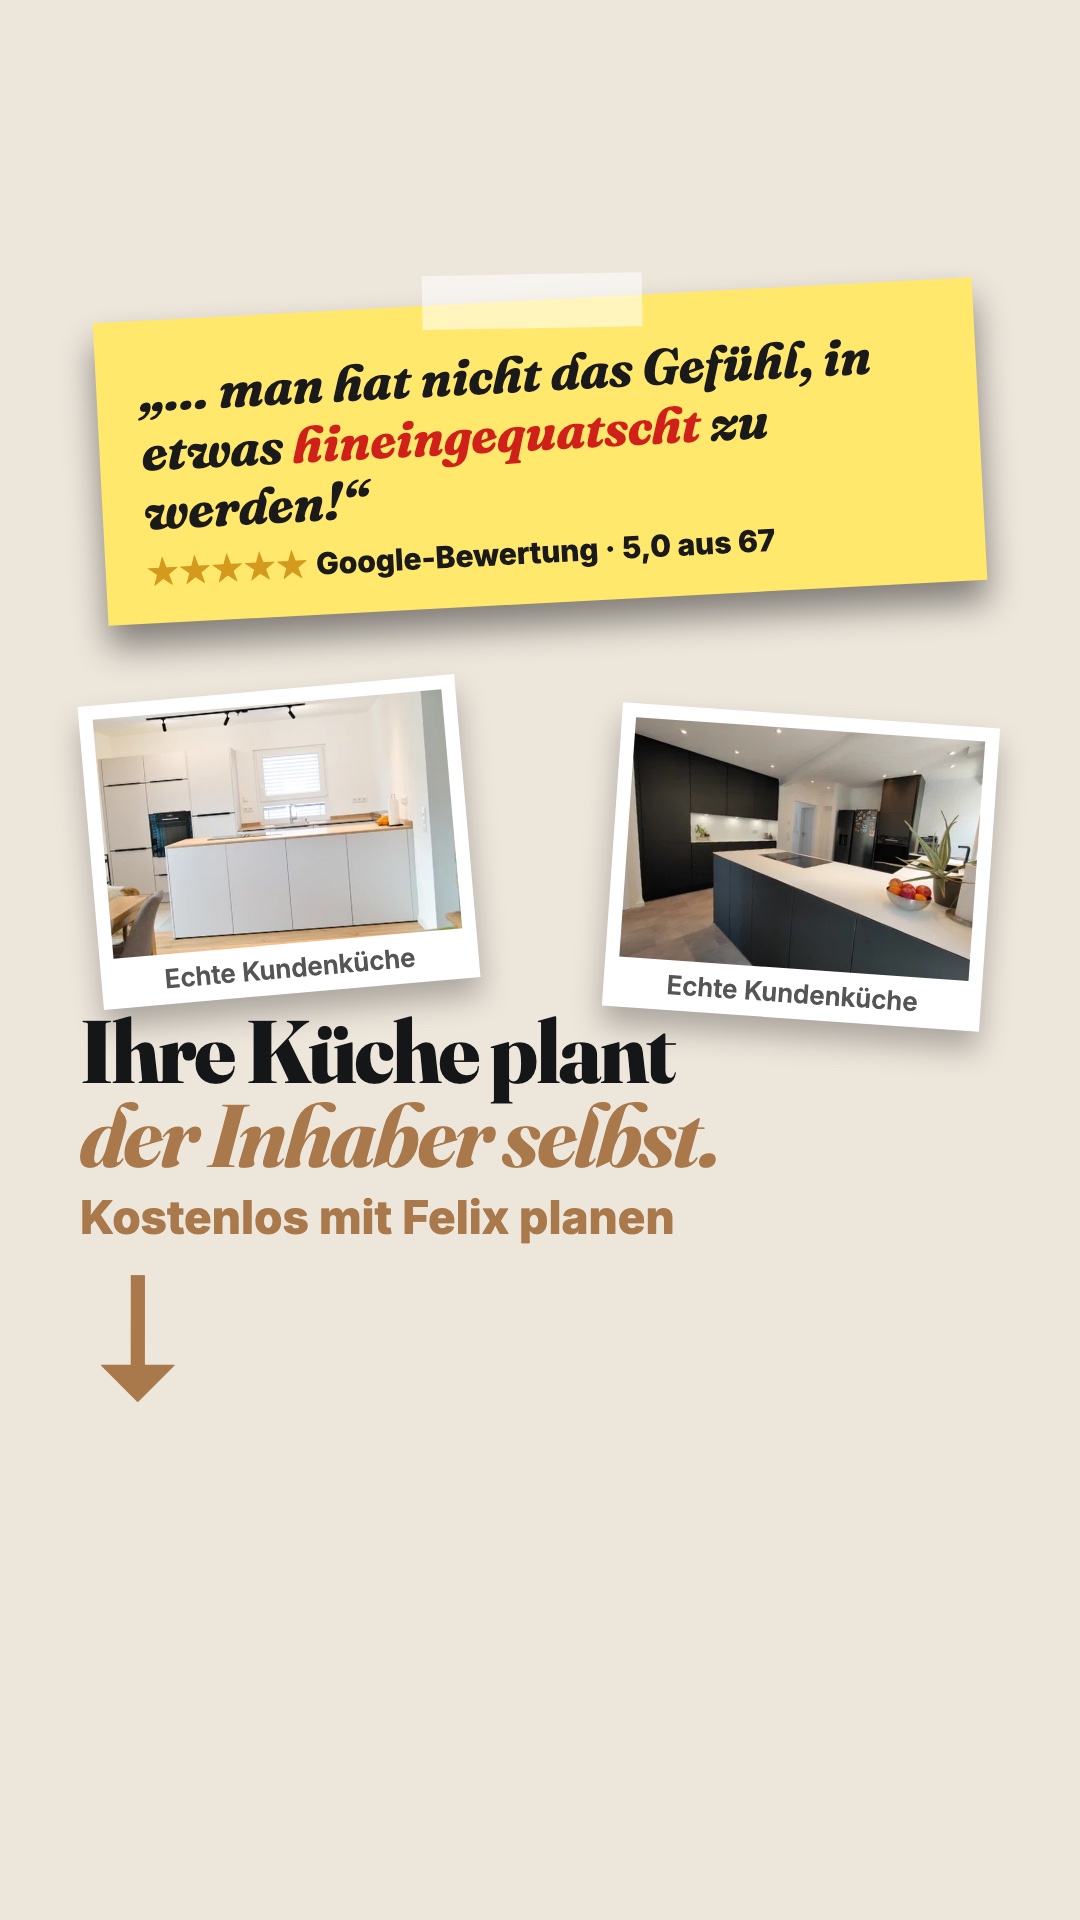 „... man hat nicht das Gefühl, in
etwas hineingequatscht zu
werden!“
★★★★★ Google-Bewertung · 5,0 aus 67
Echte Kundenküche
Echte Kundenküche
Ihre Küche plant
der Inhaber selbst.
Kostenlos mit Felix planen